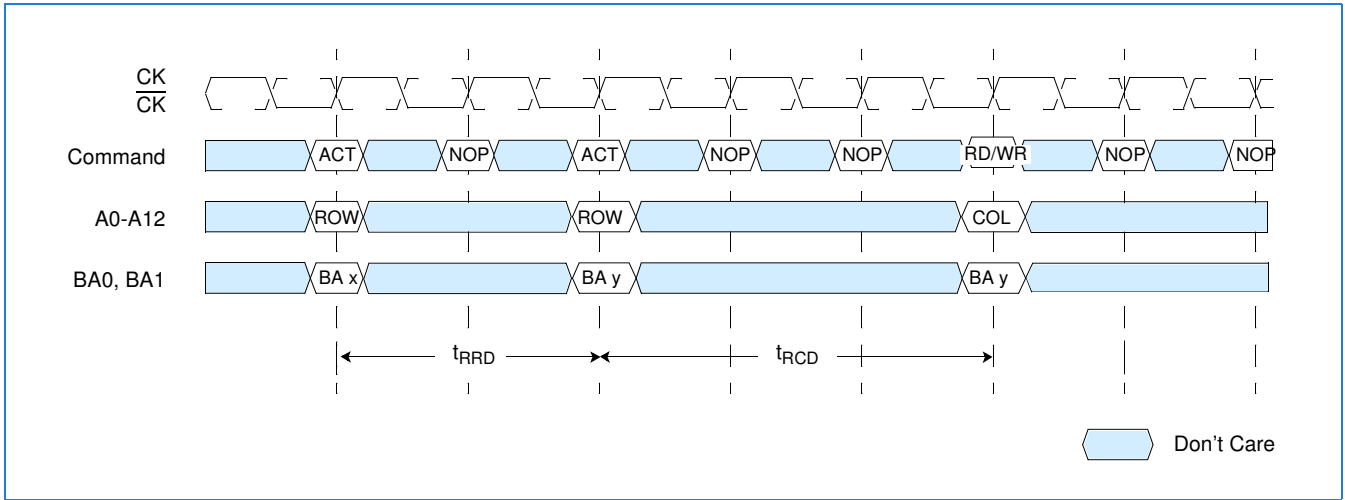 CK
CK
Command ACT NOP ACT NOP NOP RD/WR NOP NOP
A0-A12 ROW ROW COL
BA0, BA1 BA x BA y BA y
tRRD tRCD
Don't Care